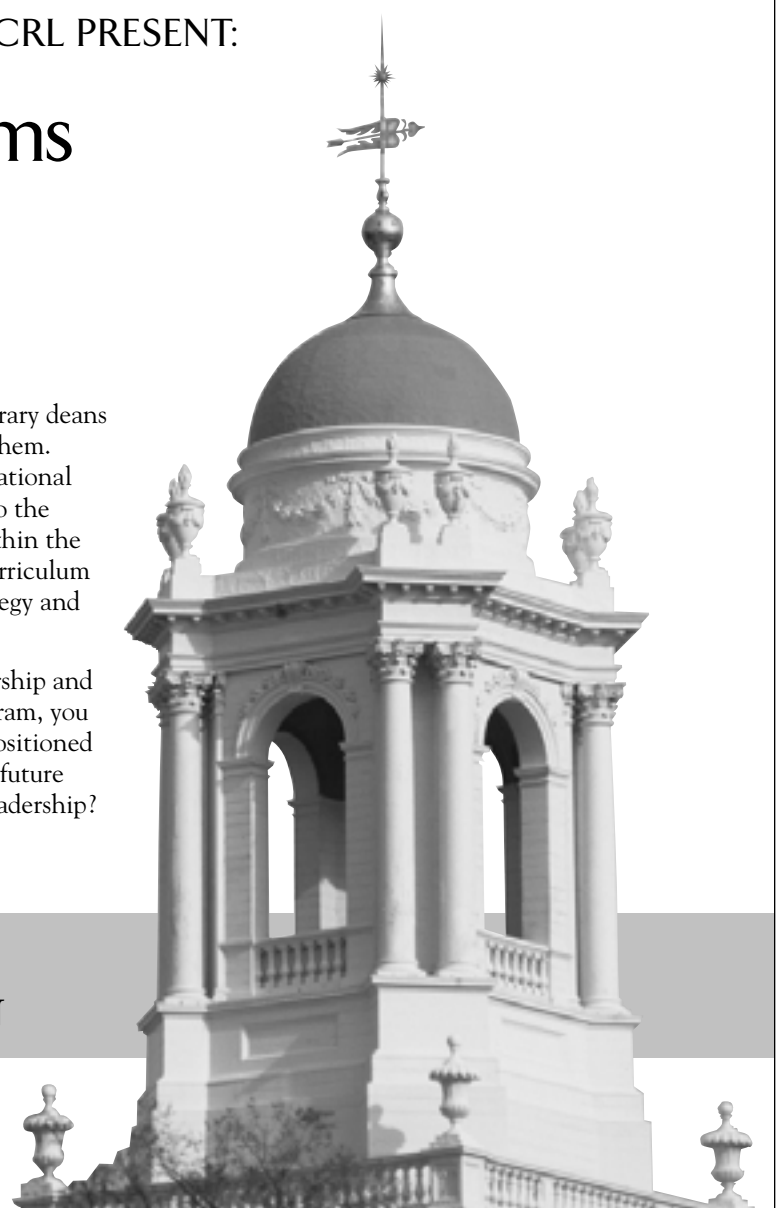 CRL PRESENT:
ms
rary deans
hem.
ational
o the
thin the
rriculum
egy and
rship and
ram, you
ositioned
future
adership?